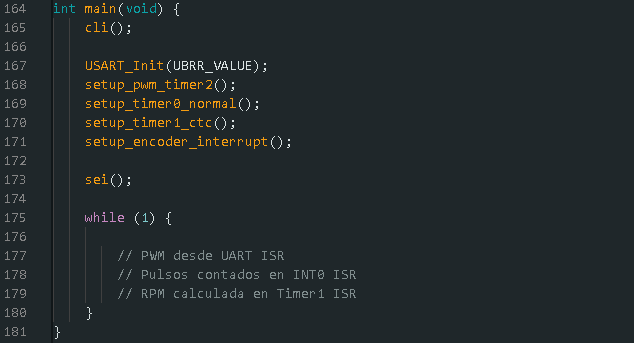 164 int main(void) {
165     cli();
166
167     USART_Init(UBRR_VALUE);
168     setup_pwm_timer2();
169     setup_timer0_normal();
170     setup_timer1_ctc();
171     setup_encoder_interrupt();
172
173     sei();
174
175     while (1) {
176
177         // PWM desde UART ISR
178         // Pulsos contados en INT0 ISR
179         // RPM calculada en Timer1 ISR
180     }
181 }